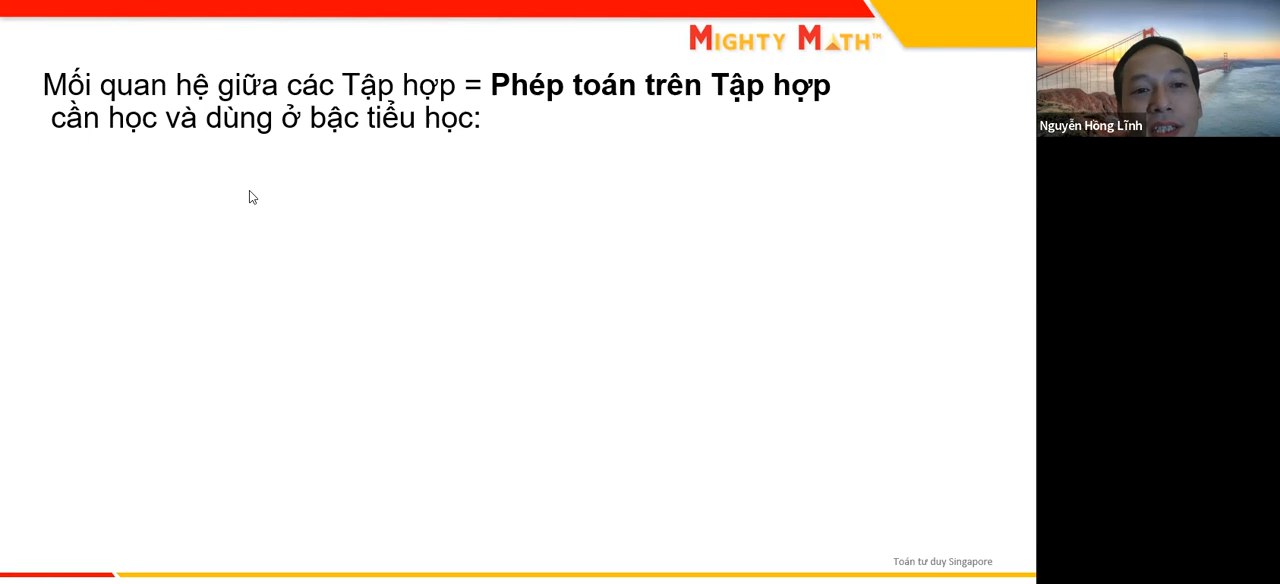 MIGHTY MATH™
Mối quan hệ giữa các Tập hợp = Phép toán trên Tập hợp
cần học và dùng ở bậc tiểu học:
Nguyễn Hồng Lĩnh
Toán tư duy Singapore